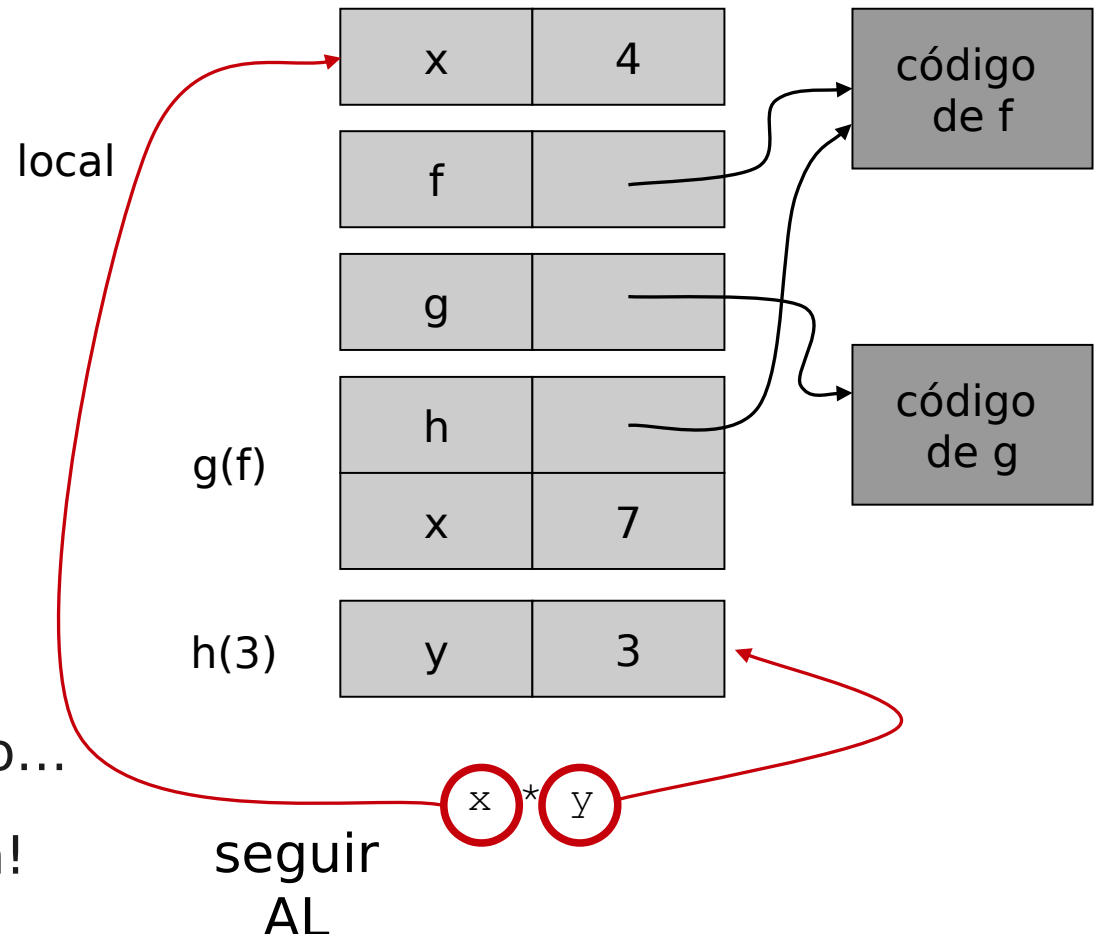 x 4
código
de f
local
f
g
código
de g
h
g(f)
x 7
h(3)
y 3
x * y
seguir
AL